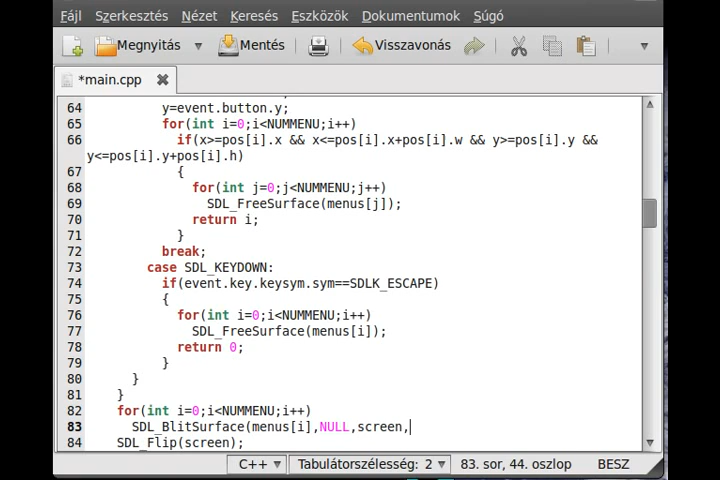 Fájl Szerkesztés Nézet Keresés Eszközök Dokumentumok Súgó
Megnyitás Mentés Visszavonás
*main.cpp
64 y=event.button.y;
65 for(int i=0;i<NUMMENU;i++)
66 if(x>=pos[i].x && x<=pos[i].x+pos[i].w && y>=pos[i].y &&
y<=pos[i].y+pos[i].h)
67 {
68 for(int j=0;j<NUMMENU;j++)
69 SDL_FreeSurface(menus[j]);
70 return i;
71 }
72 break;
73 case SDL_KEYDOWN:
74 if(event.key.keysym.sym==SDLK_ESCAPE)
75 {
76 for(int i=0;i<NUMMENU;i++)
77 SDL_FreeSurface(menus[i]);
78 return 0;
79 }
80 }
81 }
82 for(int i=0;i<NUMMENU;i++)
83 SDL_BlitSurface(menus[i],NULL,screen,
84 SDL_Flip(screen);
C++ Tabulátorszélesség: 2 83. sor, 44. oszlop BESZ